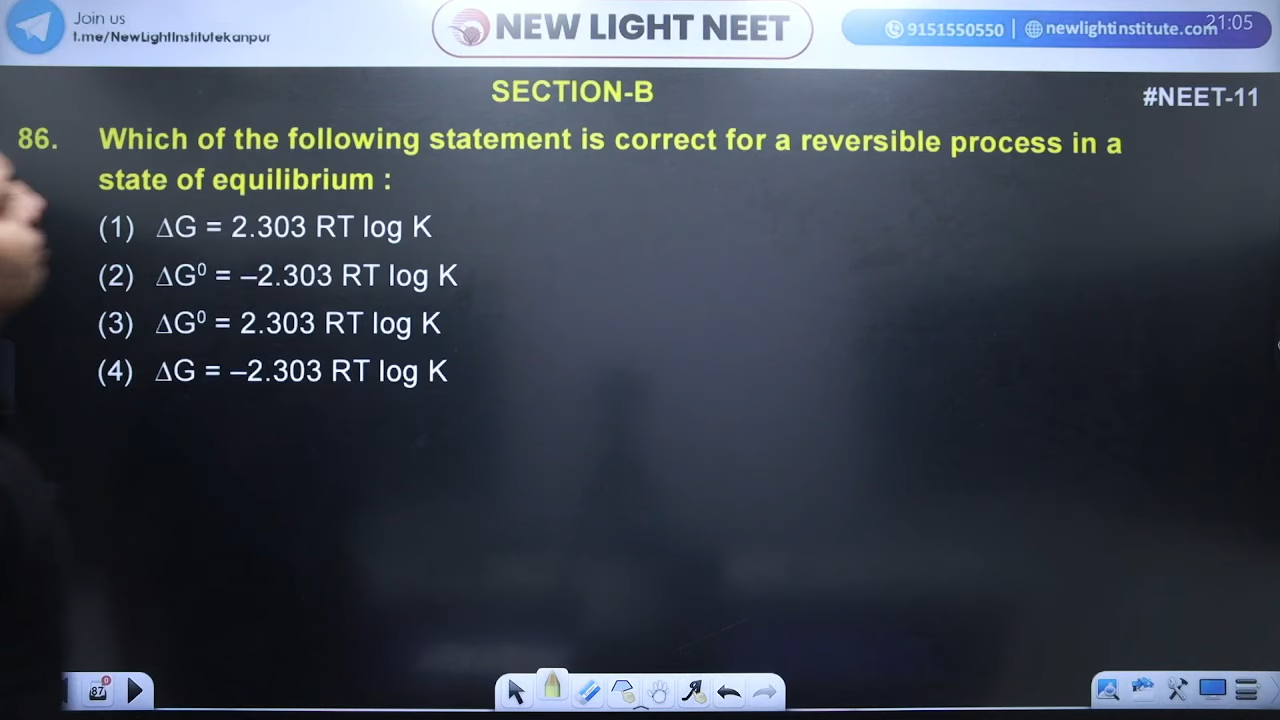 Join us
t.me/NewLightInstitutekanpur
NEW LIGHT NEET
9151550550 | newlightinstitute.com
21:05
SECTION-B
#NEET-11
86. Which of the following statement is correct for a reversible process in a
state of equilibrium :
(1) ΔG = 2.303 RT log K
(2) ΔG⁰ = –2.303 RT log K
(3) ΔG⁰ = 2.303 RT log K
(4) ΔG = –2.303 RT log K
87
0